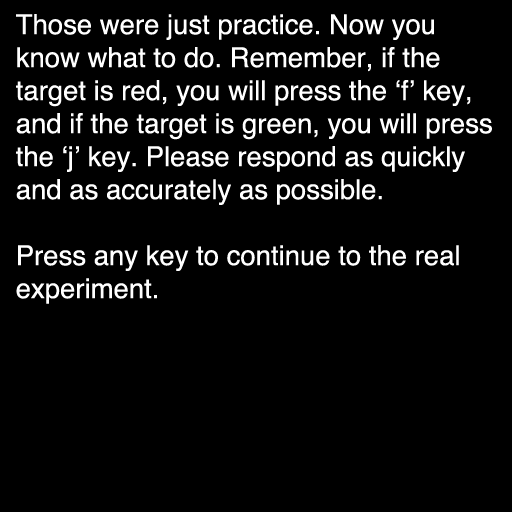 Those were just practice. Now you
know what to do. Remember, if the
target is red, you will press the ‘f’ key,
and if the target is green, you will press
the ‘j’ key. Please respond as quickly
and as accurately as possible.
Press any key to continue to the real
experiment.